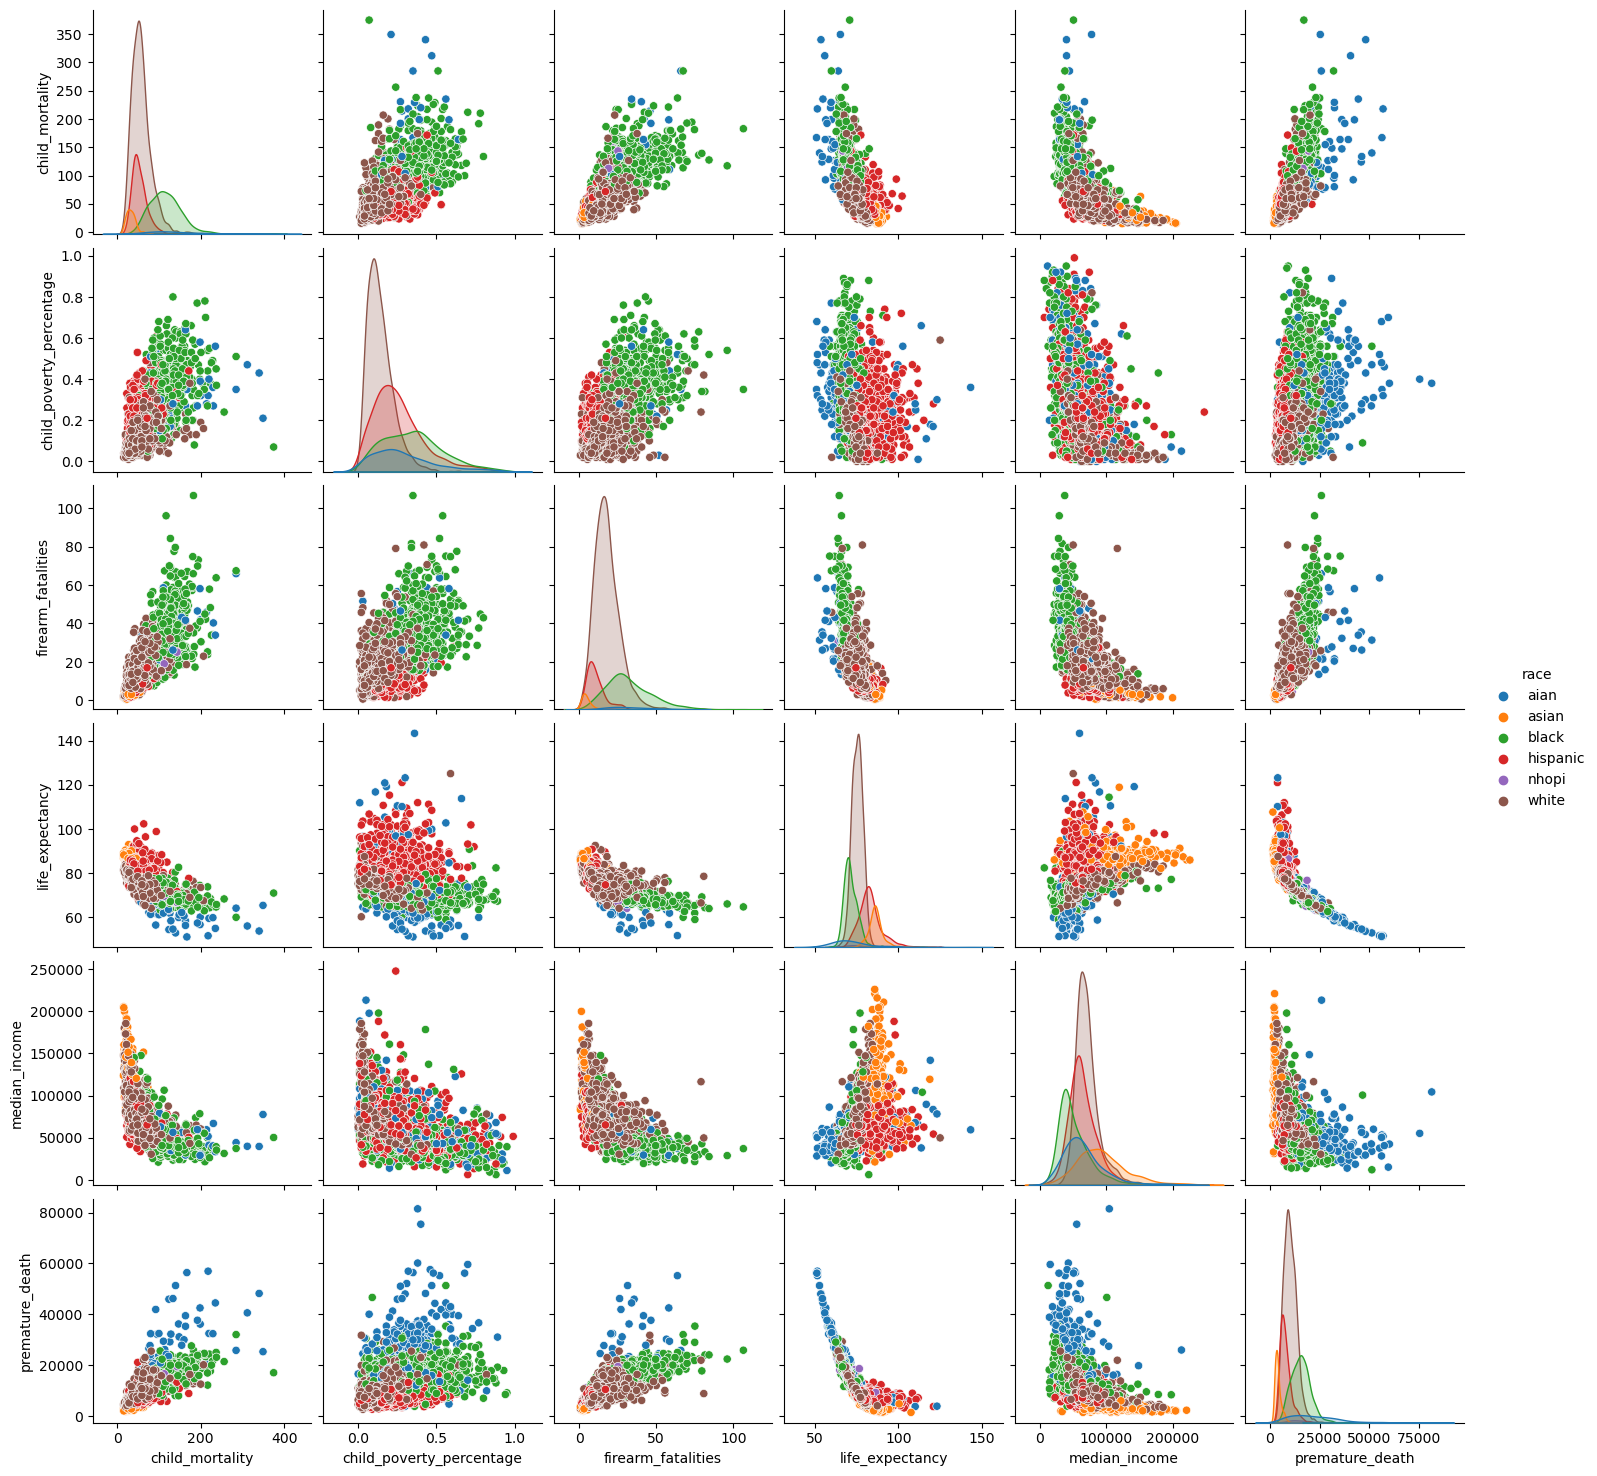 child_mortality
350
300
250
200
150
100
50
0
child_poverty_percentage
1.0
0.8
0.6
0.4
0.2
0.0
firearm_fatalities
100
80
60
40
20
0
life_expectancy
140
120
100
80
60
median_income
250000
200000
150000
100000
50000
0
premature_death
80000
60000
40000
20000
0
0 200 400
child_mortality
0.0 0.5 1.0
child_poverty_percentage
0 50 100
firearm_fatalities
50 100 150
life_expectancy
0 100000 200000
median_income
0 25000 50000 75000
premature_death
race
aian
asian
black
hispanic
nhopi
white